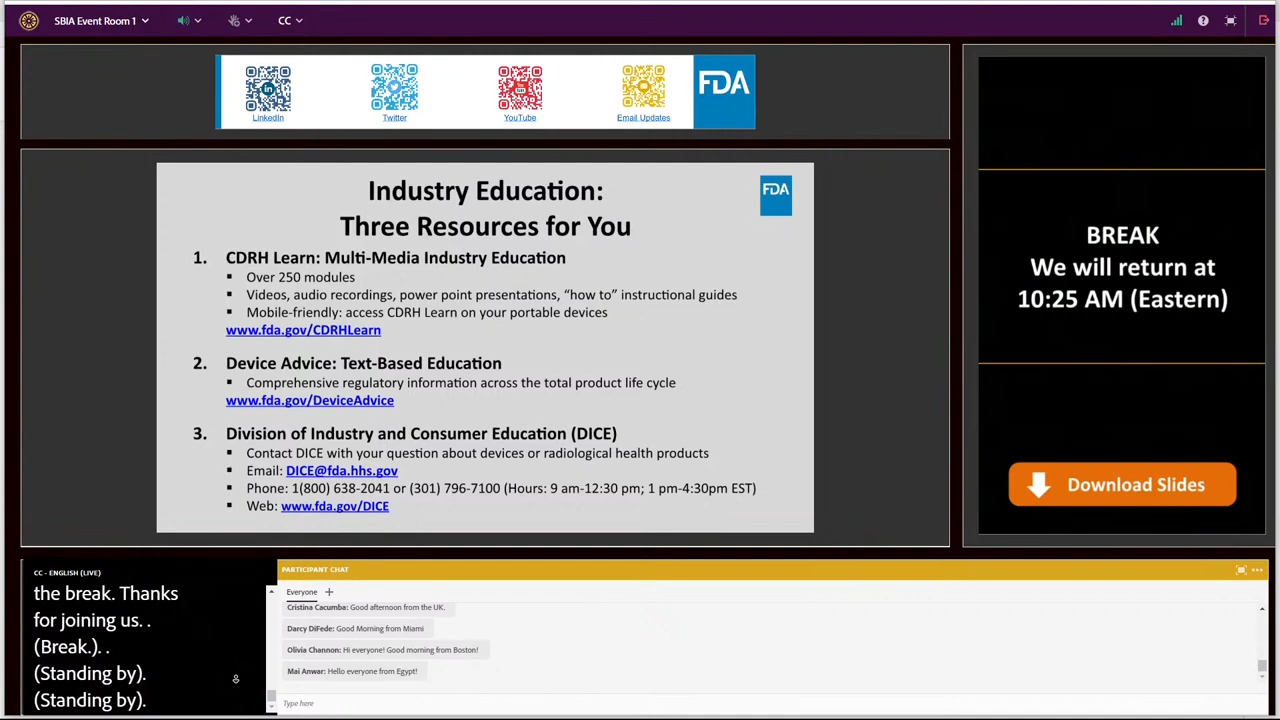 SBIA Event Room 1
CC
LinkedIn
Twitter
YouTube
Email Updates
FDA
Industry Education:
Three Resources for You
FDA
1. CDRH Learn: Multi-Media Industry Education
▪ Over 250 modules
▪ Videos, audio recordings, power point presentations, “how to” instructional guides
▪ Mobile-friendly: access CDRH Learn on your portable devices
www.fda.gov/CDRHLearn
2. Device Advice: Text-Based Education
▪ Comprehensive regulatory information across the total product life cycle
www.fda.gov/DeviceAdvice
3. Division of Industry and Consumer Education (DICE)
▪ Contact DICE with your question about devices or radiological health products
▪ Email: DICE@fda.hhs.gov
▪ Phone: 1(800) 638-2041 or (301) 796-7100 (Hours: 9 am-12:30 pm; 1 pm-4:30pm EST)
▪ Web: www.fda.gov/DICE
BREAK
We will return at
10:25 AM (Eastern)
Download Slides
CC - ENGLISH (LIVE)
the break. Thanks
for joining us. .
(Break.). .
(Standing by).
(Standing by).
PARTICIPANT CHAT
Everyone
Cristina Cacumba: Good afternoon from the UK.
Darcy DiFede: Good Morning from Miami
Olivia Channon: Hi everyone! Good morning from Boston!
Mai Anwar: Hello everyone from Egypt!
Type here